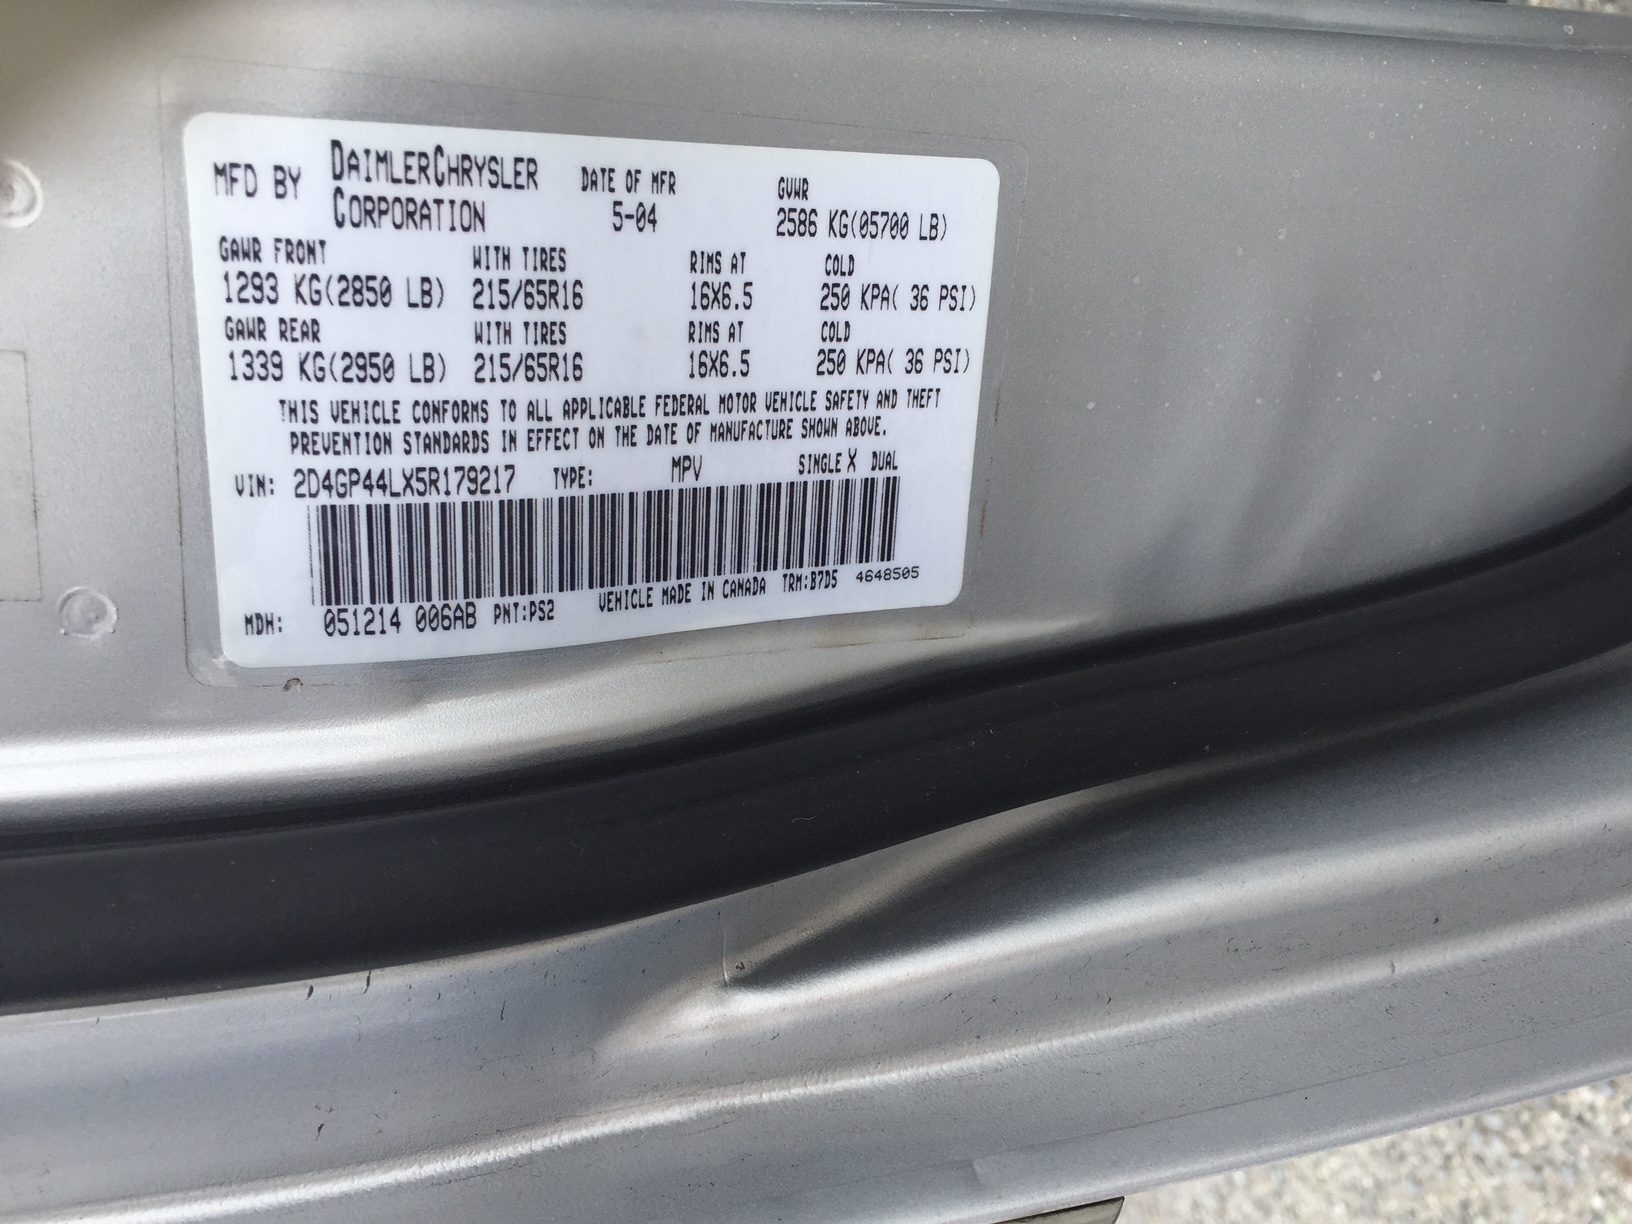 MFD BY DAIMLERCHRYSLER CORPORATION DATE OF MFR 5-04 GVWR 2586 KG(05700 LB)
GAWR FRONT WITH TIRES RIMS AT COLD
1293 KG(2850 LB) 215/65R16 16X6.5 250 KPA( 36 PSI)
GAWR REAR WITH TIRES RIMS AT COLD
1339 KG(2950 LB) 215/65R16 16X6.5 250 KPA( 36 PSI)
THIS VEHICLE CONFORMS TO ALL APPLICABLE FEDERAL MOTOR VEHICLE SAFETY AND THEFT
PREVENTION STANDARDS IN EFFECT ON THE DATE OF MANUFACTURE SHOWN ABOVE.
VIN: 2D4GP44LX5R179217 TYPE: MPV SINGLE X DUAL
MDH: 051214 006AB PNT:PS2 VEHICLE MADE IN CANADA TRM:B7D5 4648505